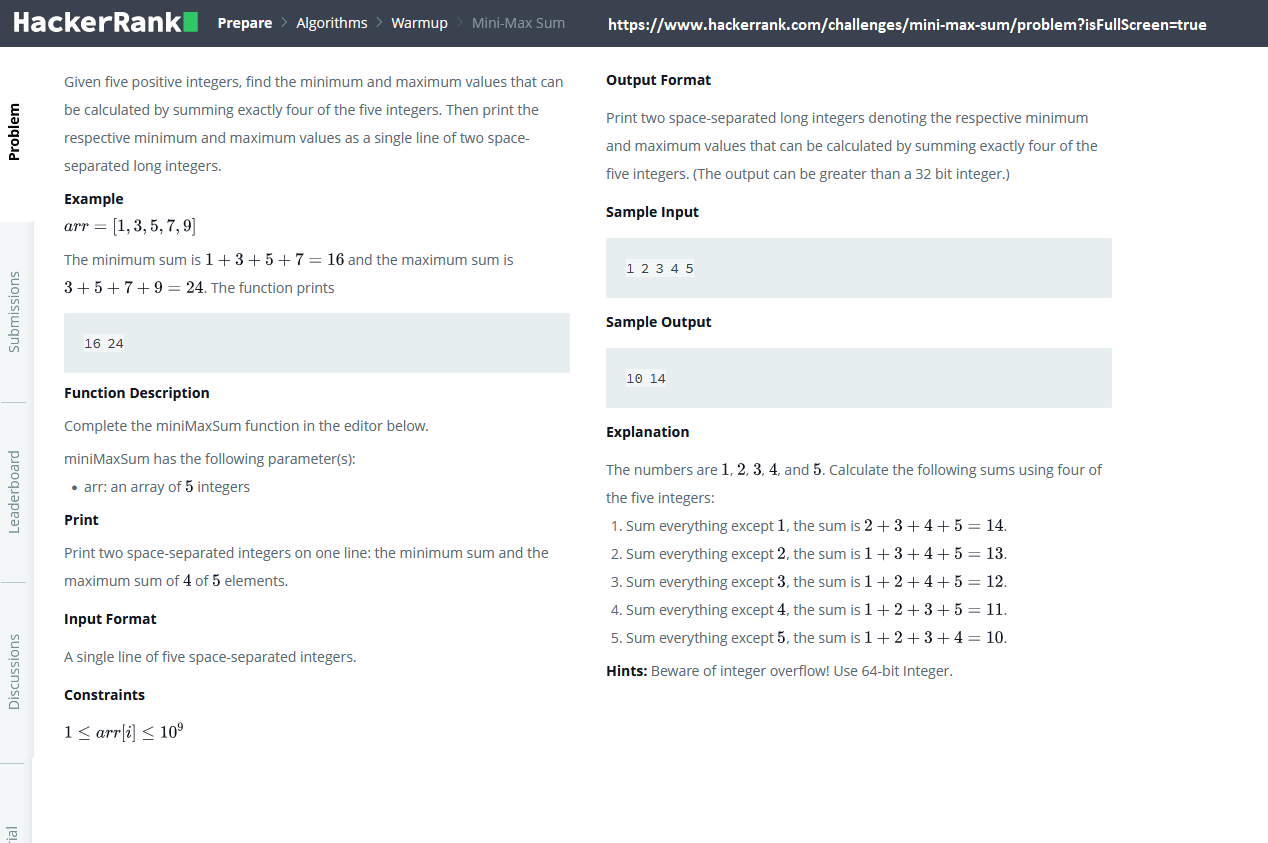 HackerRank Prepare > Algorithms > Warmup > Mini-Max Sum https://www.hackerrank.com/challenges/mini-max-sum/problem?isFullScreen=true
Problem
Submissions
Leaderboard
Discussions
Given five positive integers, find the minimum and maximum values that can
be calculated by summing exactly four of the five integers. Then print the
respective minimum and maximum values as a single line of two space-
separated long integers.
Example
arr = [1, 3, 5, 7, 9]
The minimum sum is 1 + 3 + 5 + 7 = 16 and the maximum sum is
3 + 5 + 7 + 9 = 24. The function prints
16 24
Function Description
Complete the miniMaxSum function in the editor below.
miniMaxSum has the following parameter(s):
• arr: an array of 5 integers
Print
Print two space-separated integers on one line: the minimum sum and the
maximum sum of 4 of 5 elements.
Input Format
A single line of five space-separated integers.
Constraints
1 ≤ arr[i] ≤ 10⁹
Output Format
Print two space-separated long integers denoting the respective minimum
and maximum values that can be calculated by summing exactly four of the
five integers. (The output can be greater than a 32 bit integer.)
Sample Input
1 2 3 4 5
Sample Output
10 14
Explanation
The numbers are 1, 2, 3, 4, and 5. Calculate the following sums using four of
the five integers:
1. Sum everything except 1, the sum is 2 + 3 + 4 + 5 = 14.
2. Sum everything except 2, the sum is 1 + 3 + 4 + 5 = 13.
3. Sum everything except 3, the sum is 1 + 2 + 4 + 5 = 12.
4. Sum everything except 4, the sum is 1 + 2 + 3 + 5 = 11.
5. Sum everything except 5, the sum is 1 + 2 + 3 + 4 = 10.
Hints: Beware of integer overflow! Use 64-bit Integer.